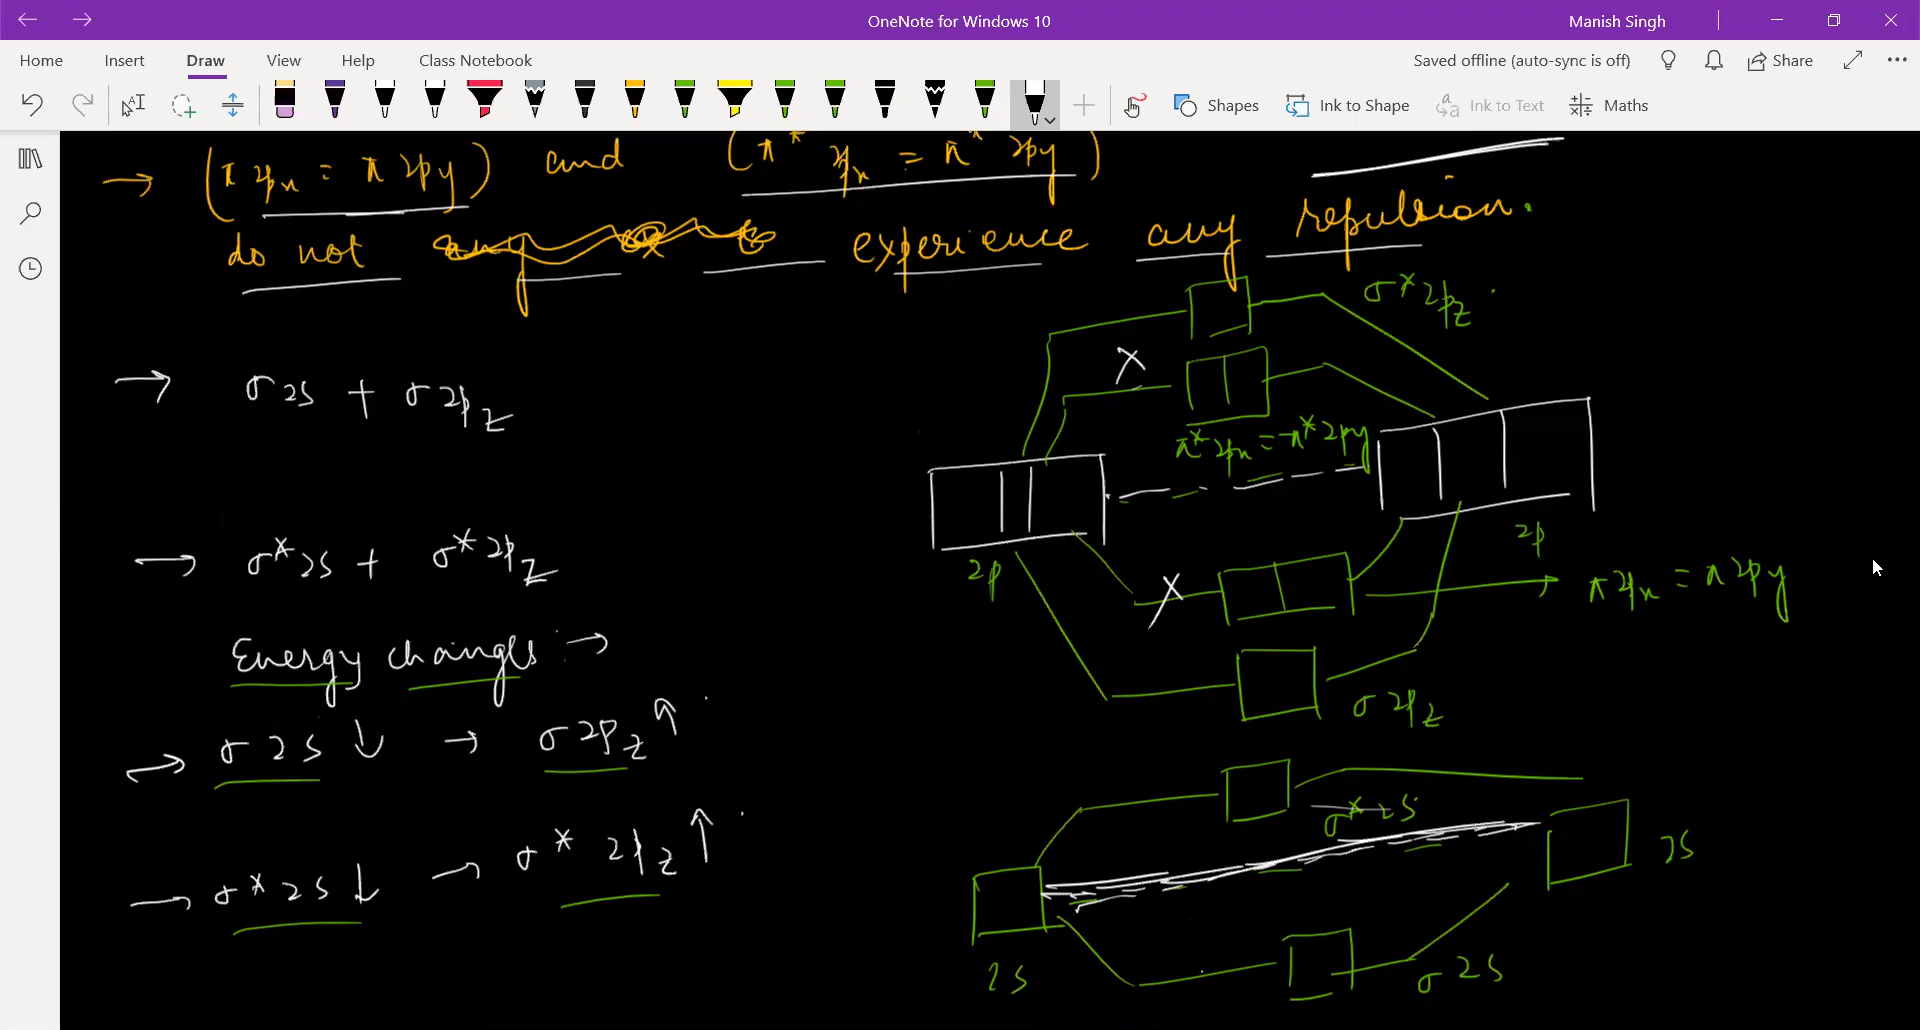 OneNote for Windows 10
Manish Singh
Home Insert Draw View Help Class Notebook
Saved offline (auto-sync is off) Share
Shapes Ink to Shape Ink to Text Maths
→ (π 2px = π 2py) and (π* 2px = π* 2py)
do not experience any repulsion.
σ*2pz
→ σ2s + σ2pz
π*2px = π*2py
2p
2p
→ σ*2s + σ*2pz
π2px = π2py
Energy changes :→
σ2pz
→ σ2s ↓ → σ2pz ↑
σ*2s
2s
→ σ*2s ↓ → σ*2pz ↑
2s
σ2s